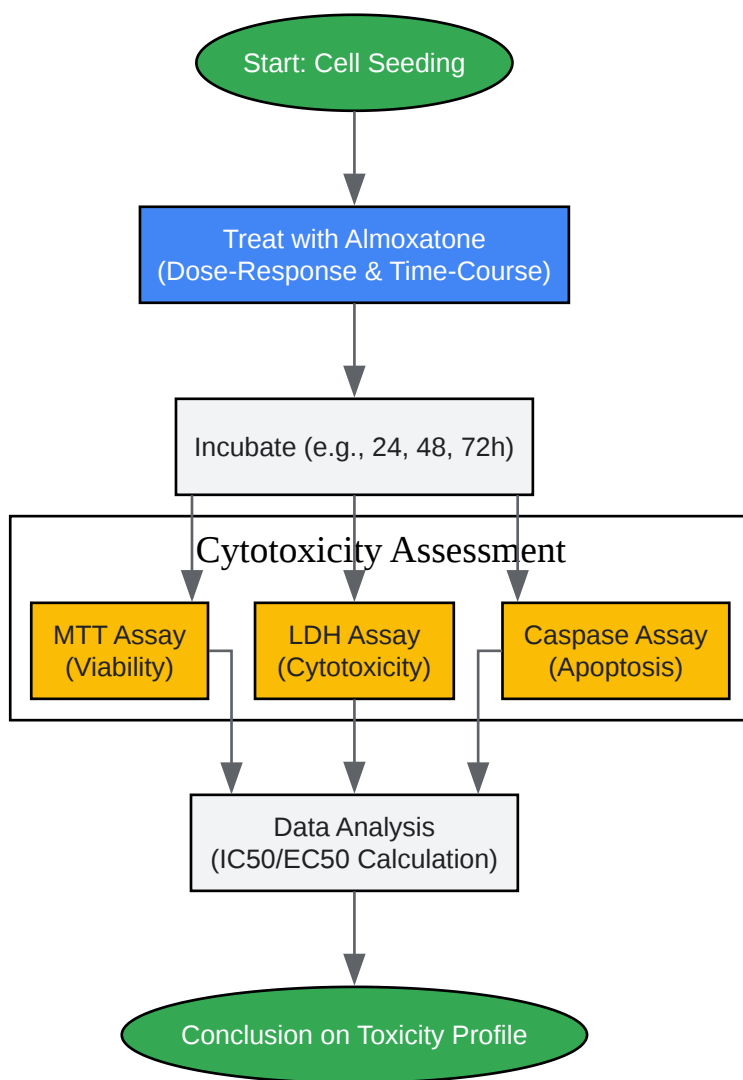 Start: Cell Seeding
Treat with Almoxatone
(Dose-Response & Time-Course)
Incubate (e.g., 24, 48, 72h)
Cytotoxicity Assessment
MTT Assay
(Viability)
LDH Assay
(Cytotoxicity)
Caspase Assay
(Apoptosis)
Data Analysis
(IC50/EC50 Calculation)
Conclusion on Toxicity Profile